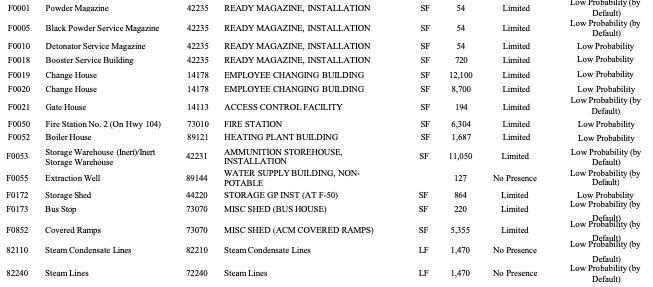 F0001 Powder Magazine 42235 READY MAGAZINE, INSTALLATION SF 54 Limited Low Probability (by Default)
F0005 Black Powder Service Magazine 42235 READY MAGAZINE, INSTALLATION SF 54 Limited Low Probability (by Default)
F0010 Detonator Service Magazine 42235 READY MAGAZINE, INSTALLATION SF 54 Limited Low Probability
F0018 Booster Service Building 42235 READY MAGAZINE, INSTALLATION SF 720 Limited Low Probability
F0019 Change House 14178 EMPLOYEE CHANGING BUILDING SF 12,100 Limited Low Probability
F0020 Change House 14178 EMPLOYEE CHANGING BUILDING SF 8,700 Limited Low Probability
F0021 Gate House 14113 ACCESS CONTROL FACILITY SF 194 Limited Low Probability (by Default)
F0050 Fire Station No. 2 (On Hwy 104) 73010 FIRE STATION SF 6,304 Limited Low Probability
F0052 Boiler House 89121 HEATING PLANT BUILDING SF 1,687 Limited Low Probability
F0053 Storage Warehouse (Inert)/Inert Storage Warehouse 42231 AMMUNITION STOREHOUSE, INSTALLATION SF 11,050 Limited Low Probability (by Default)
F0055 Extraction Well 89144 WATER SUPPLY BUILDING, NON-POTABLE 127 No Presence Low Probability (by Default)
F0172 Storage Shed 44220 STORAGE GP INST (AT F-50) SF 864 Limited Low Probability
F0173 Bus Stop 73070 MISC SHED (BUS HOUSE) SF 220 Limited Low Probability (by Default)
F0852 Covered Ramps 73070 MISC SHED (ACM COVERED RAMPS) SF 5,355 Limited Low Probability (by Default)
82110 Steam Condensate Lines 82210 Steam Condensate Lines LF 1,470 No Presence Low Probability (by Default)
82240 Steam Lines 72240 Steam Lines LF 1,470 No Presence Low Probability (by Default)